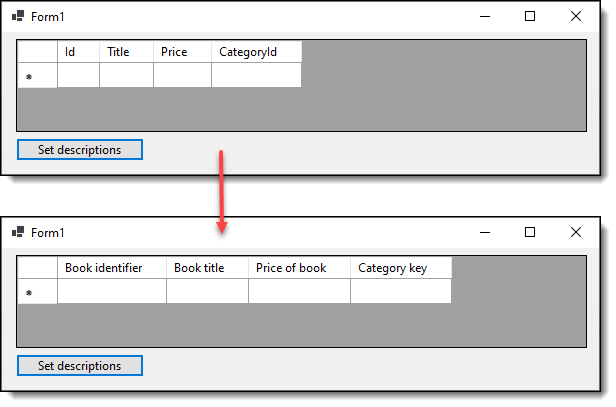 Form1
Id Title Price CategoryId
Set descriptions
Form1
Book identifier Book title Price of book Category key
Set descriptions